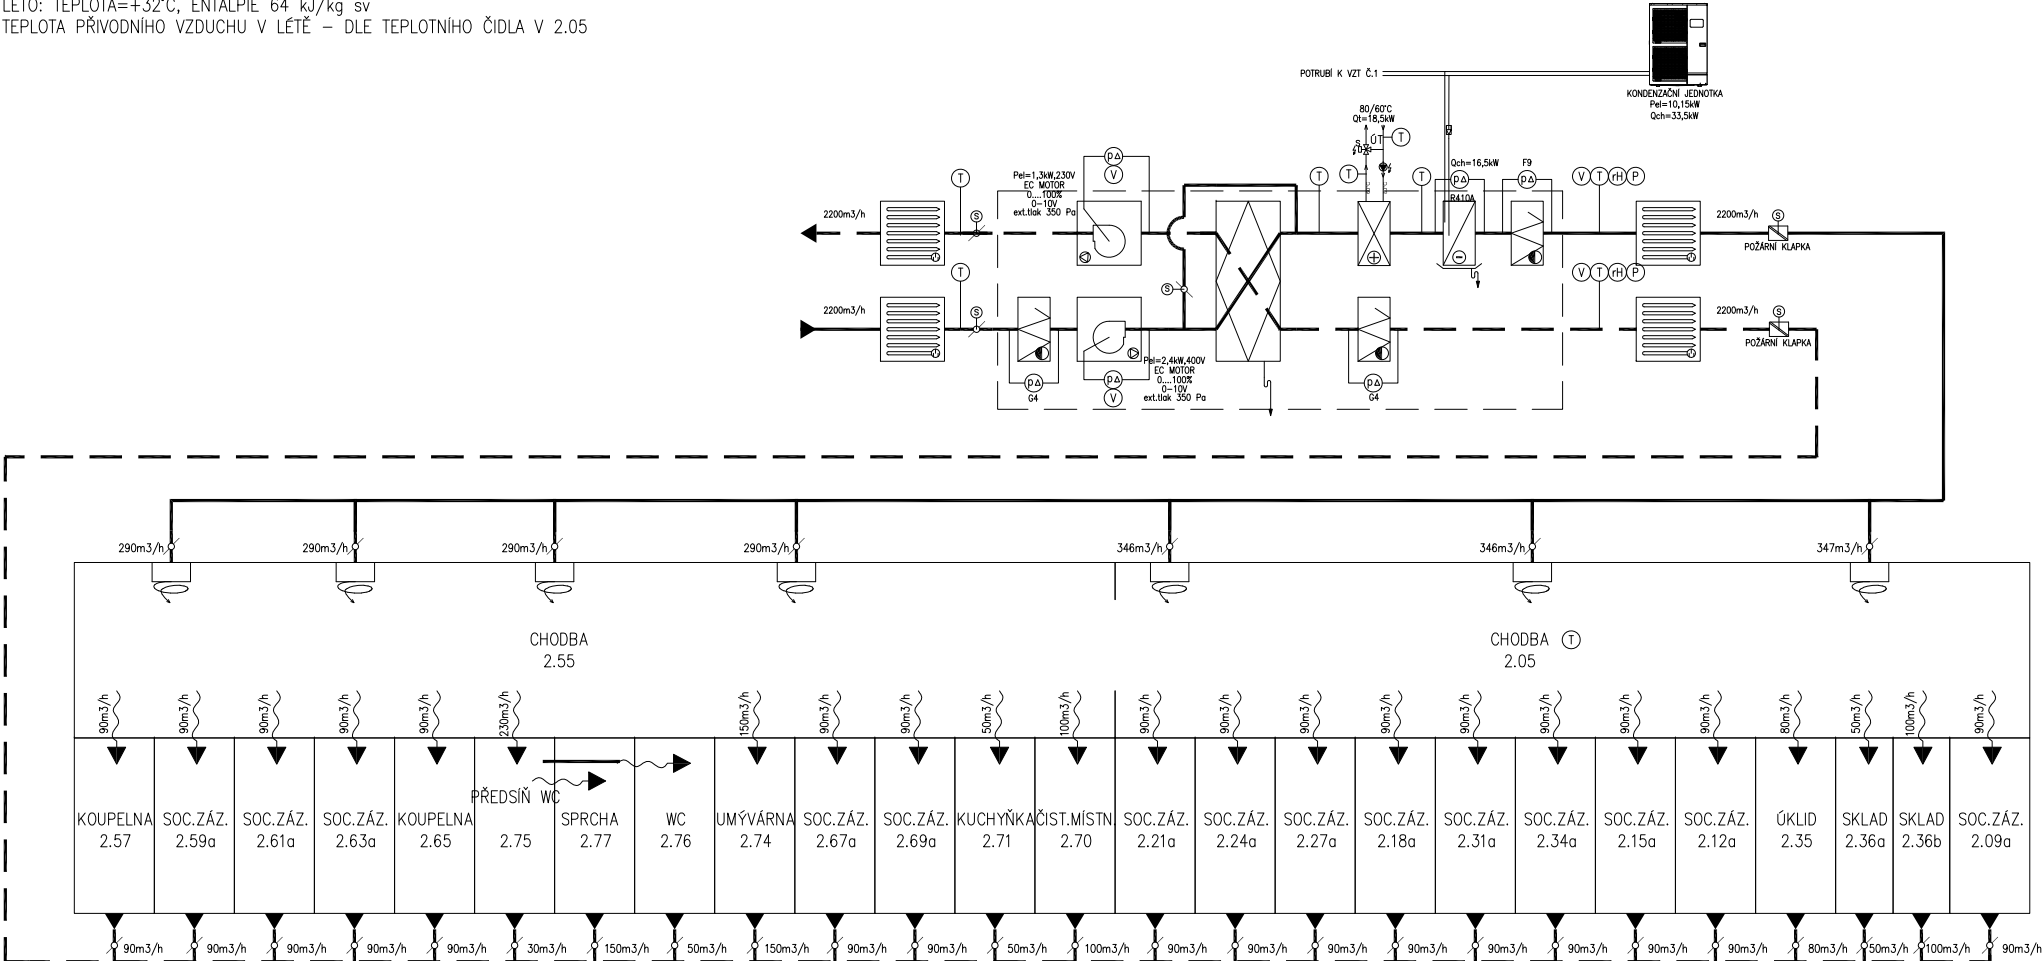 LÉTO: TEPLOTA=+32°C, ENTALPIE 64 kJ/kg sv
TEPLOTA PŘIVODNÍHO VZDUCHU V LÉTĚ – DLE TEPLOTNÍHO ČIDLA V 2.05
POTRUBÍ K VZT Č.1
KONDENZAČNÍ JEDNOTKA
Pel=10,15kW
Qch=33,5kW
80/60°C
Qt=18,5kW
S
ÚT
T
T
T
T
Qch=16,5kW
F9
p
p
R410A
V T rH P
p
V
Pel=1,3kW,230V
EC MOTOR
0....100%
0-10V
ext.tlak 350 Pa
T
S
2200m3/h
2200m3/h
S
POŽÁRNÍ KLAPKA
T
S
S
V T rH P
2200m3/h
2200m3/h
S
POŽÁRNÍ KLAPKA
p
G4
p
V
Pel=2,4kW,400V
EC MOTOR
0....100%
0-10V
ext.tlak 350 Pa
p
G4
290m3/h 290m3/h 290m3/h 290m3/h 346m3/h 346m3/h 347m3/h
CHODBA
2.55
CHODBA T
2.05
90m3/h 90m3/h 90m3/h 90m3/h 90m3/h 230m3/h 150m3/h 90m3/h 90m3/h 50m3/h 100m3/h 90m3/h 90m3/h 90m3/h 90m3/h 90m3/h 90m3/h 90m3/h 90m3/h 80m3/h 50m3/h 100m3/h 90m3/h
PŘEDSÍŇ WC
KOUPELNA SOC.ZÁZ. SOC.ZÁZ. SOC.ZÁZ. KOUPELNA SPRCHA WC UMÝVÁRNA SOC.ZÁZ. SOC.ZÁZ. KUCHYŇKA ČIST.MÍSTN. SOC.ZÁZ. SOC.ZÁZ. SOC.ZÁZ. SOC.ZÁZ. SOC.ZÁZ. SOC.ZÁZ. SOC.ZÁZ. SOC.ZÁZ. ÚKLID SKLAD SKLAD SOC.ZÁZ.
2.57 2.59a 2.61a 2.63a 2.65 2.75 2.77 2.76 2.74 2.67a 2.69a 2.71 2.70 2.21a 2.24a 2.27a 2.18a 2.31a 2.34a 2.15a 2.12a 2.35 2.36a 2.36b 2.09a
90m3/h 90m3/h 90m3/h 90m3/h 90m3/h 30m3/h 150m3/h 50m3/h 150m3/h 90m3/h 90m3/h 50m3/h 100m3/h 90m3/h 90m3/h 90m3/h 90m3/h 90m3/h 90m3/h 90m3/h 90m3/h 80m3/h 50m3/h 100m3/h 90m3/h